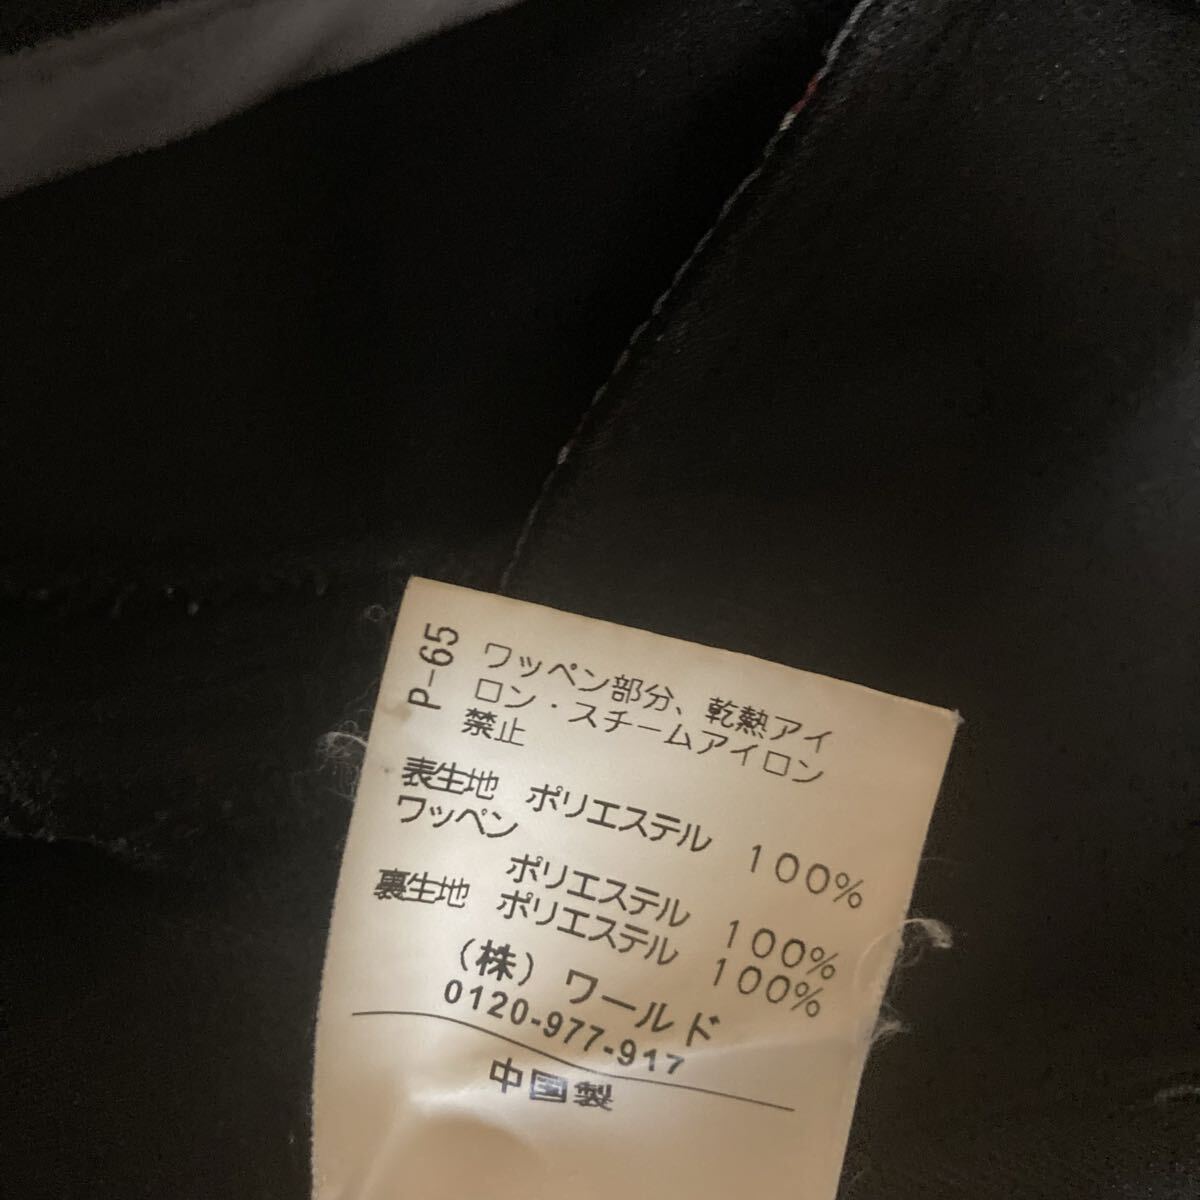 P-65
ワッペン部分、乾熱アイ
ロン・スチームアイロン
禁止
表生地 ポリエステル 100%
ワッペン
ポリエステル 100%
裏生地 ポリエステル 100%
(株) ワールド
0120-977-917
中国製